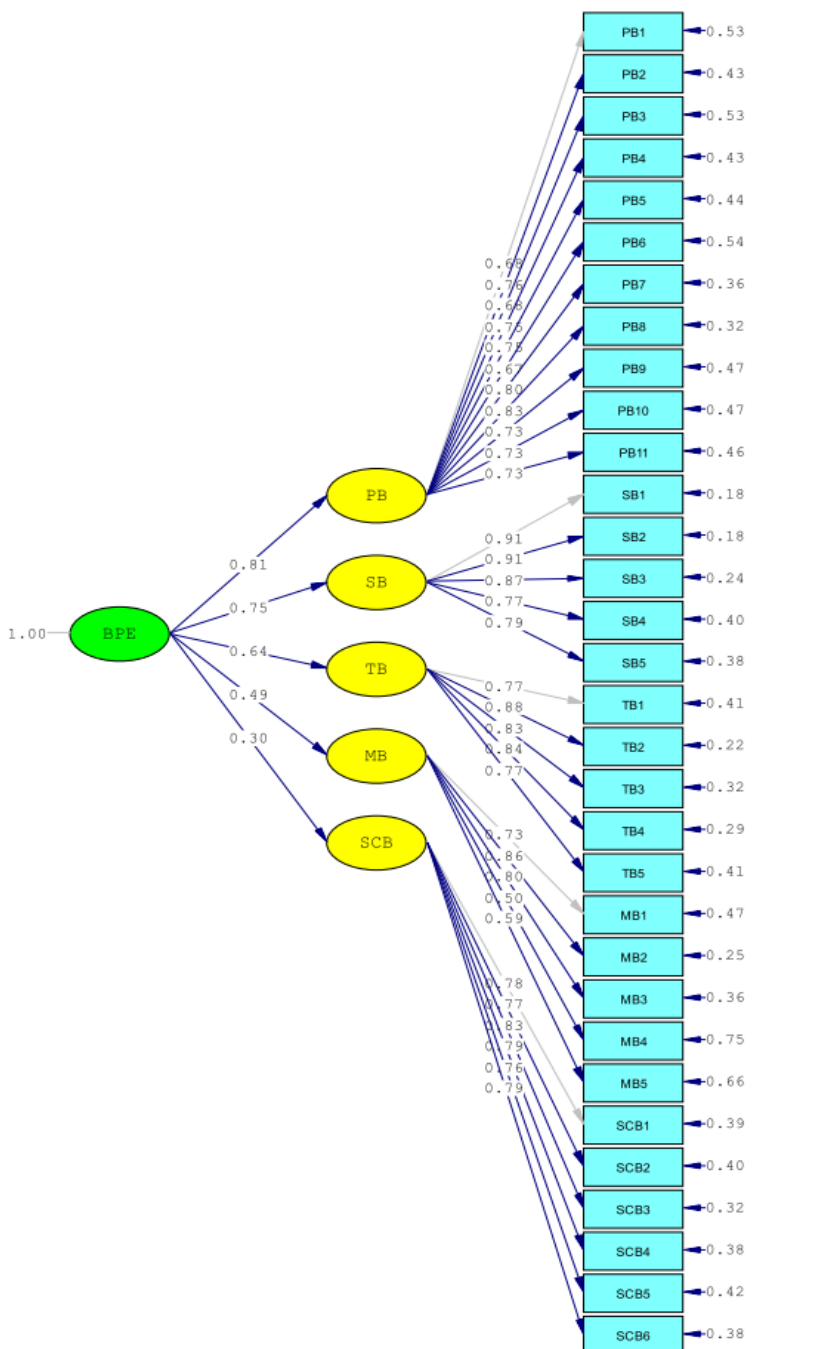 PB1 0.53
PB2 0.43
PB3 0.53
PB4 0.43
PB5 0.44
PB6 0.54
PB7 0.36
PB8 0.32
PB9 0.47
PB10 0.47
PB11 0.46
SB1 0.18
SB2 0.18
SB3 0.24
SB4 0.40
SB5 0.38
TB1 0.41
TB2 0.22
TB3 0.32
TB4 0.29
TB5 0.41
MB1 0.47
MB2 0.25
MB3 0.36
MB4 0.75
MB5 0.66
SCB1 0.39
SCB2 0.40
SCB3 0.32
SCB4 0.38
SCB5 0.42
SCB6 0.38
0.68
0.76
0.68
0.75
0.75
0.67
0.80
0.83
0.73
0.73
0.73
0.91
0.91
0.87
0.77
0.79
0.77
0.88
0.83
0.84
0.77
0.73
0.86
0.80
0.50
0.59
0.78
0.77
0.83
0.79
0.76
0.79
PB
SB
TB
MB
SCB
0.81
0.75
0.64
0.49
0.30
1.00 BPE